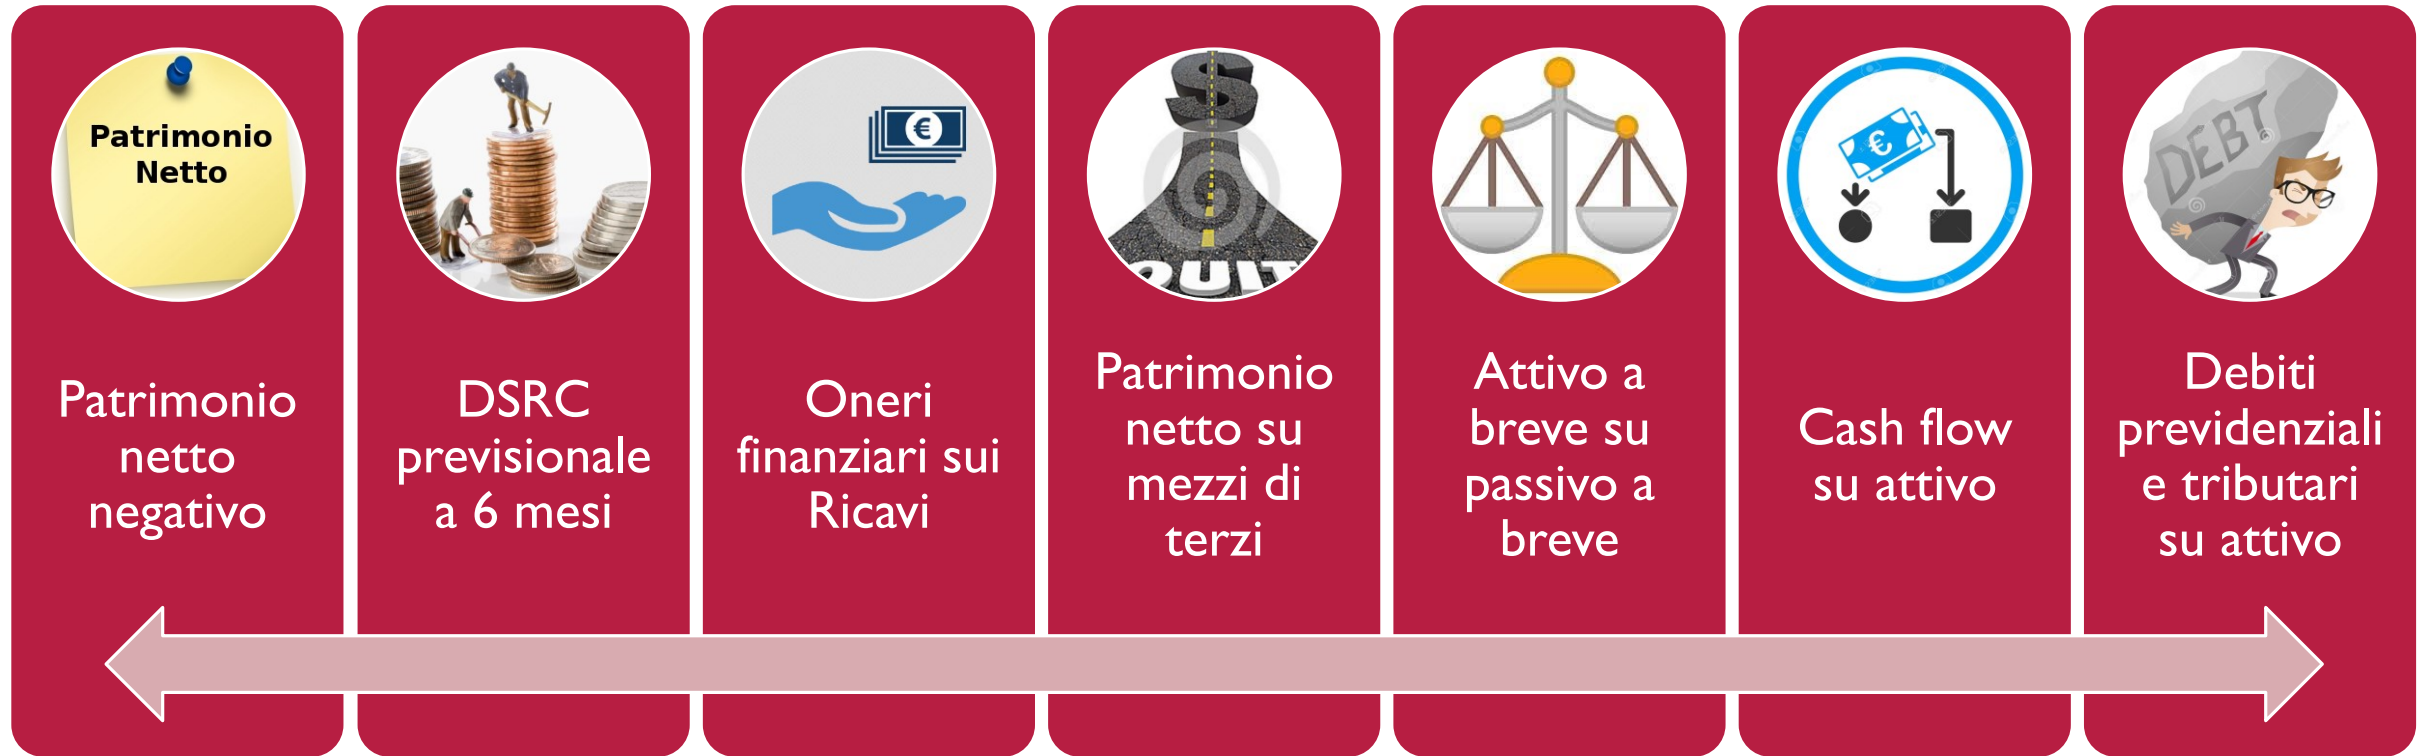 Patrimonio
Netto
€
$
QUIT
€
DEBT
Patrimonio
netto
negativo
DSRC
previsionale
a 6 mesi
Oneri
finanziari sui
Ricavi
Patrimonio
netto su
mezzi di
terzi
Attivo a
breve su
passivo a
breve
Cash flow
su attivo
Debiti
previdenziali
e tributari
su attivo